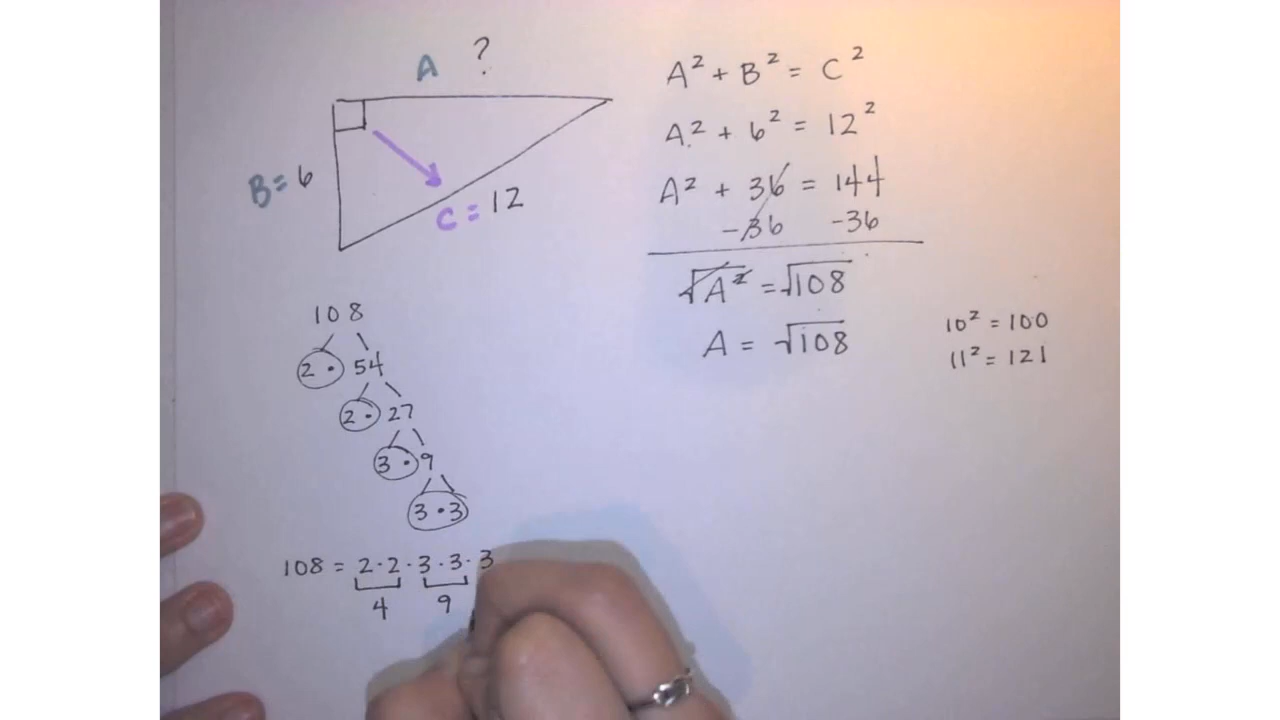 A ?
B = 6
C = 12
A² + B² = C²
A² + 6² = 12²
A² + 36 = 144
-36 -36
√A² = √108
A = √108
10² = 100
11² = 121
108
2 · 54
2 · 27
3 · 9
3 · 3
108 = 2 · 2 · 3 · 3 · 3
4 9